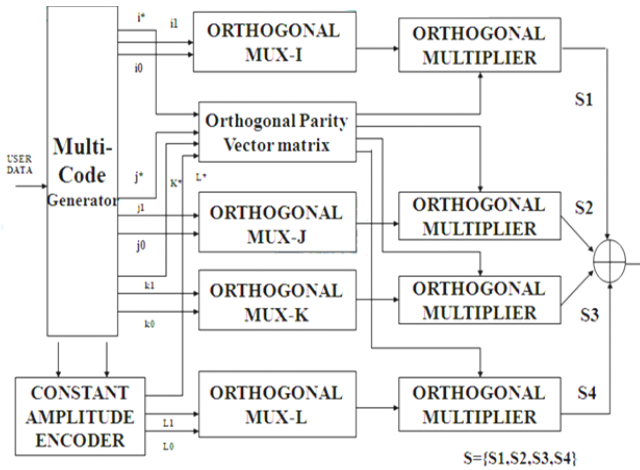 i*
i1
i0
ORTHOGONAL
MUX-I
ORTHOGONAL
MULTIPLIER
S1
Orthogonal Parity
Vector matrix
Multi-
Code
Generator
USER
DATA
j*
K*
L*
j1
j0
ORTHOGONAL
MUX-J
ORTHOGONAL
MULTIPLIER
S2
k1
k0
ORTHOGONAL
MUX-K
ORTHOGONAL
MULTIPLIER
S3
CONSTANT
AMPLITUDE
ENCODER
L1
L0
ORTHOGONAL
MUX-L
ORTHOGONAL
MULTIPLIER
S4
S={S1,S2,S3,S4}